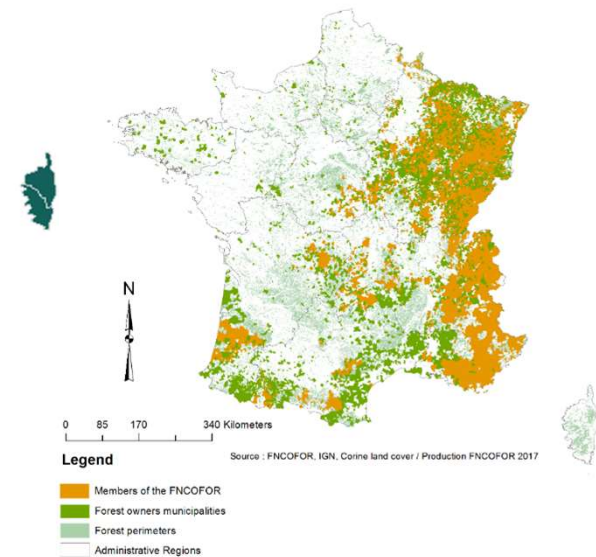 N
0 85 170 340 Kilometers
Legend
Source : FNCOFOR, IGN, Corine land cover / Production FNCOFOR 2017
Members of the FNCOFOR
Forest owners municipalities
Forest perimeters
Administrative Regions